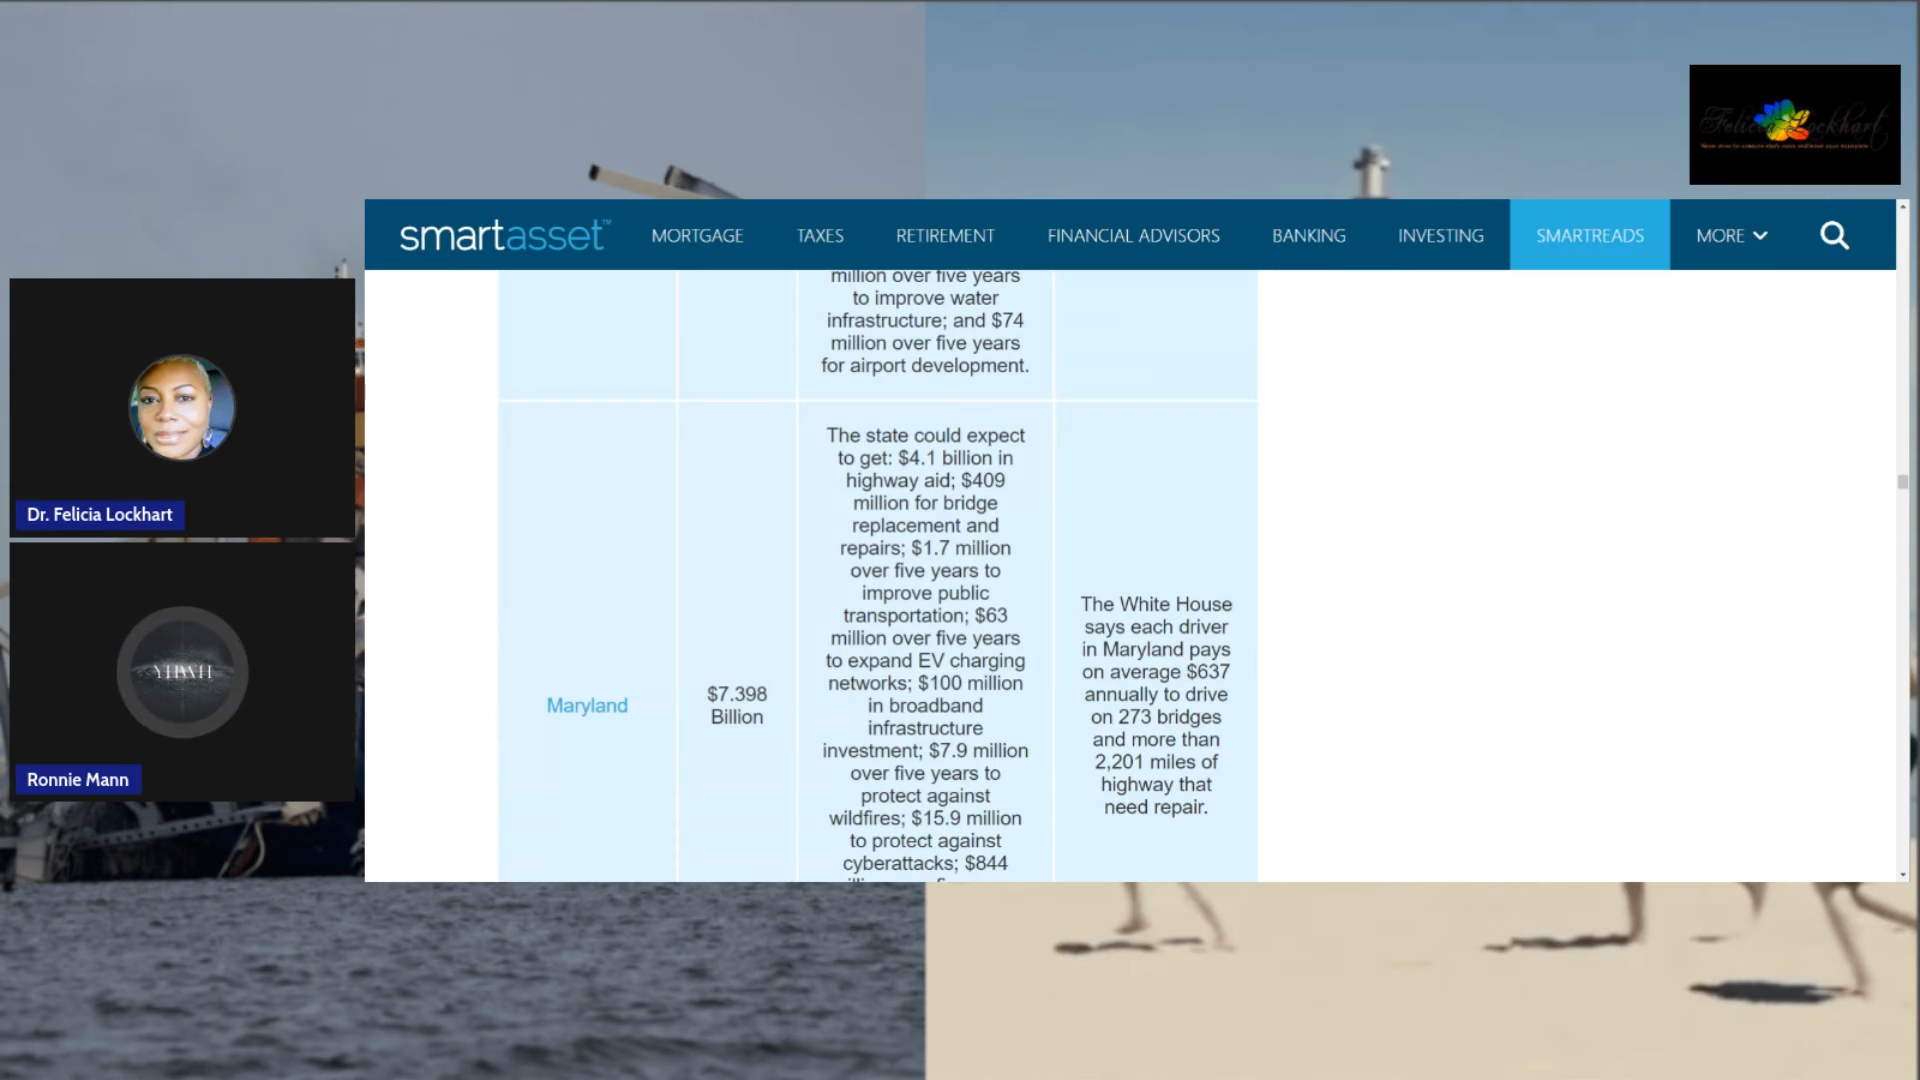 Felicia Lockhart
smartasset™
MORTGAGE
TAXES
RETIREMENT
FINANCIAL ADVISORS
BANKING
INVESTING
SMARTREADS
MORE
million over five years
to improve water
infrastructure; and $74
million over five years
for airport development.
Maryland
$7.398
Billion
The state could expect
to get: $4.1 billion in
highway aid; $409
million for bridge
replacement and
repairs; $1.7 million
over five years to
improve public
transportation; $63
million over five years
to expand EV charging
networks; $100 million
in broadband
infrastructure
investment; $7.9 million
over five years to
protect against
wildfires; $15.9 million
to protect against
cyberattacks; $844
The White House
says each driver
in Maryland pays
on average $637
annually to drive
on 273 bridges
and more than
2,201 miles of
highway that
need repair.
Dr. Felicia Lockhart
YHWH
Ronnie Mann